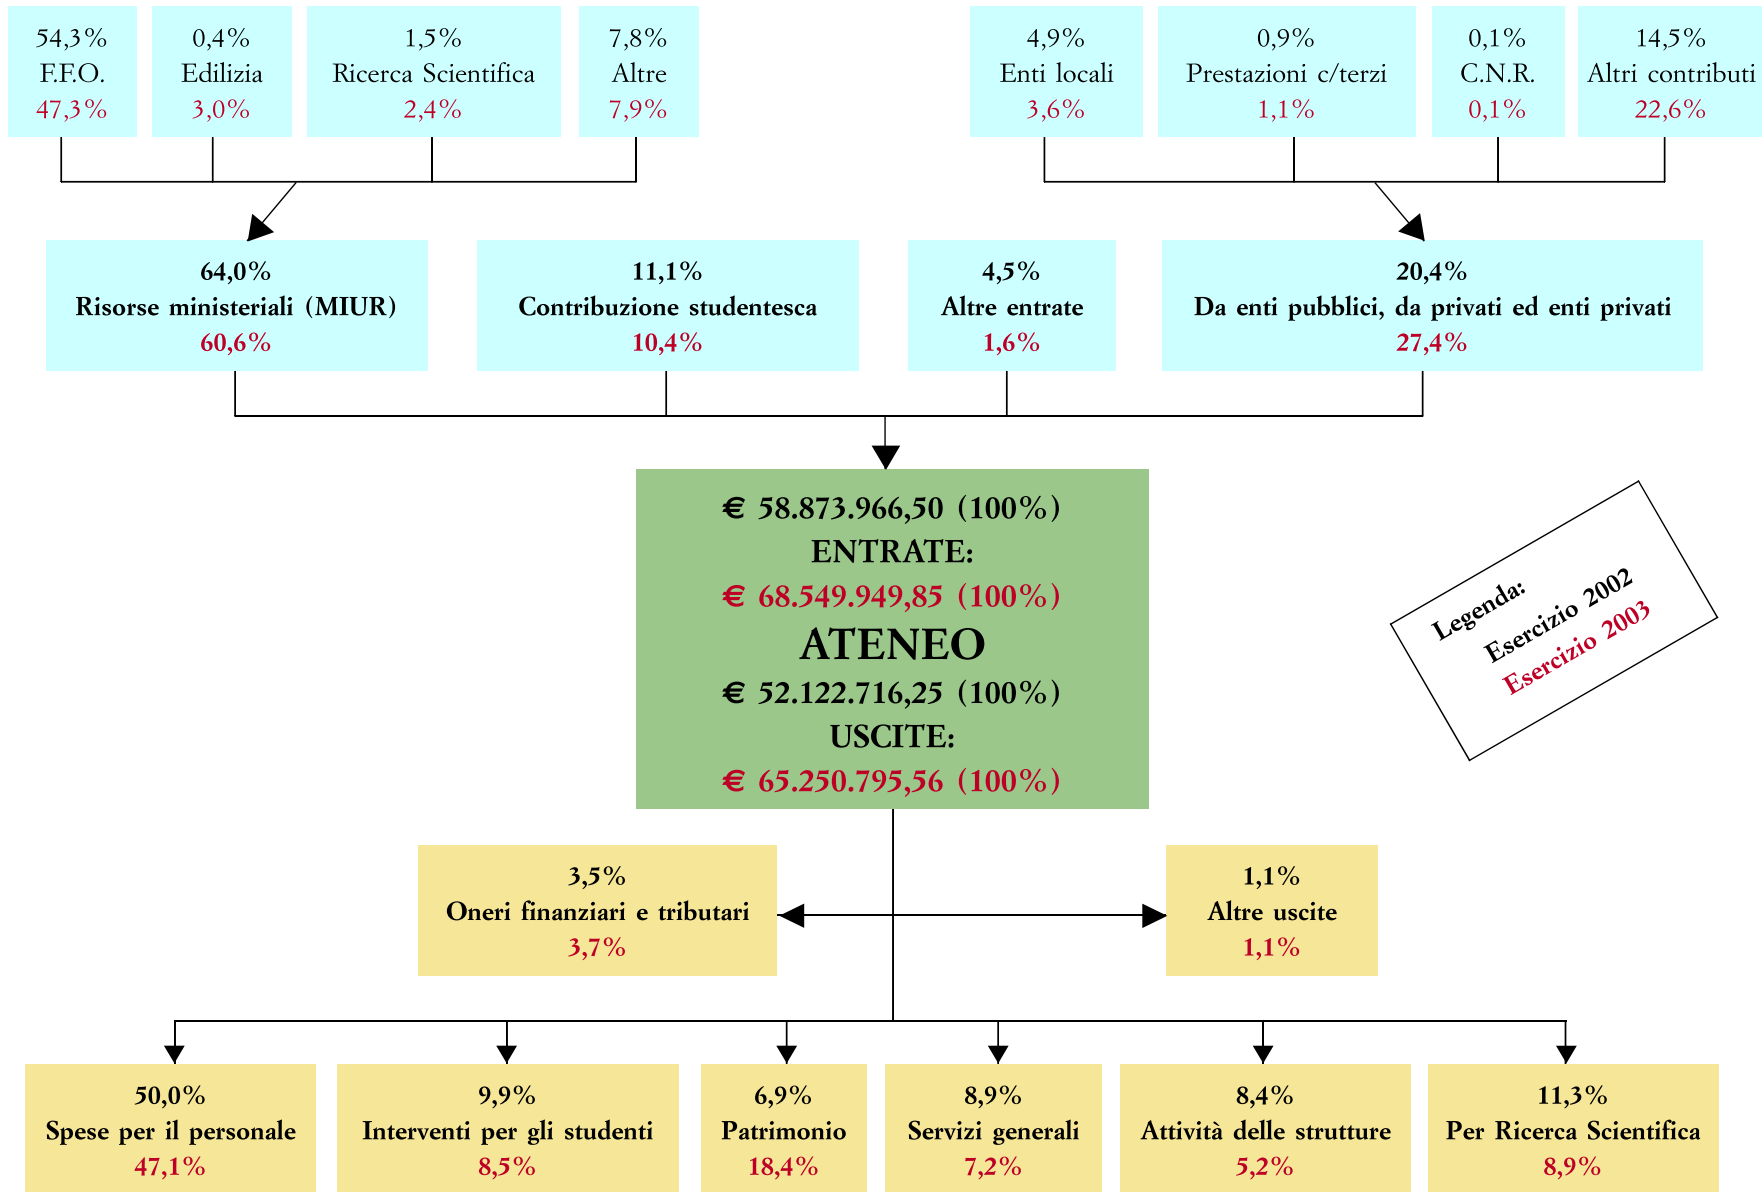 54,3%
F.F.O.
47,3%
0,4%
Edilizia
3,0%
1,5%
Ricerca Scientifica
2,4%
7,8%
Altre
7,9%
4,9%
Enti locali
3,6%
0,9%
Prestazioni c/terzi
1,1%
0,1%
C.N.R.
0,1%
14,5%
Altri contributi
22,6%
64,0%
Risorse ministeriali (MIUR)
60,6%
11,1%
Contribuzione studentesca
10,4%
4,5%
Altre entrate
1,6%
20,4%
Da enti pubblici, da privati ed enti privati
27,4%
€ 58.873.966,50 (100%)
ENTRATE:
€ 68.549.949,85 (100%)
ATENEO
€ 52.122.716,25 (100%)
USCITE:
€ 65.250.795,56 (100%)
Legenda:
Esercizio 2002
Esercizio 2003
3,5%
Oneri finanziari e tributari
3,7%
1,1%
Altre uscite
1,1%
50,0%
Spese per il personale
47,1%
9,9%
Interventi per gli studenti
8,5%
6,9%
Patrimonio
18,4%
8,9%
Servizi generali
7,2%
8,4%
Attività delle strutture
5,2%
11,3%
Per Ricerca Scientifica
8,9%